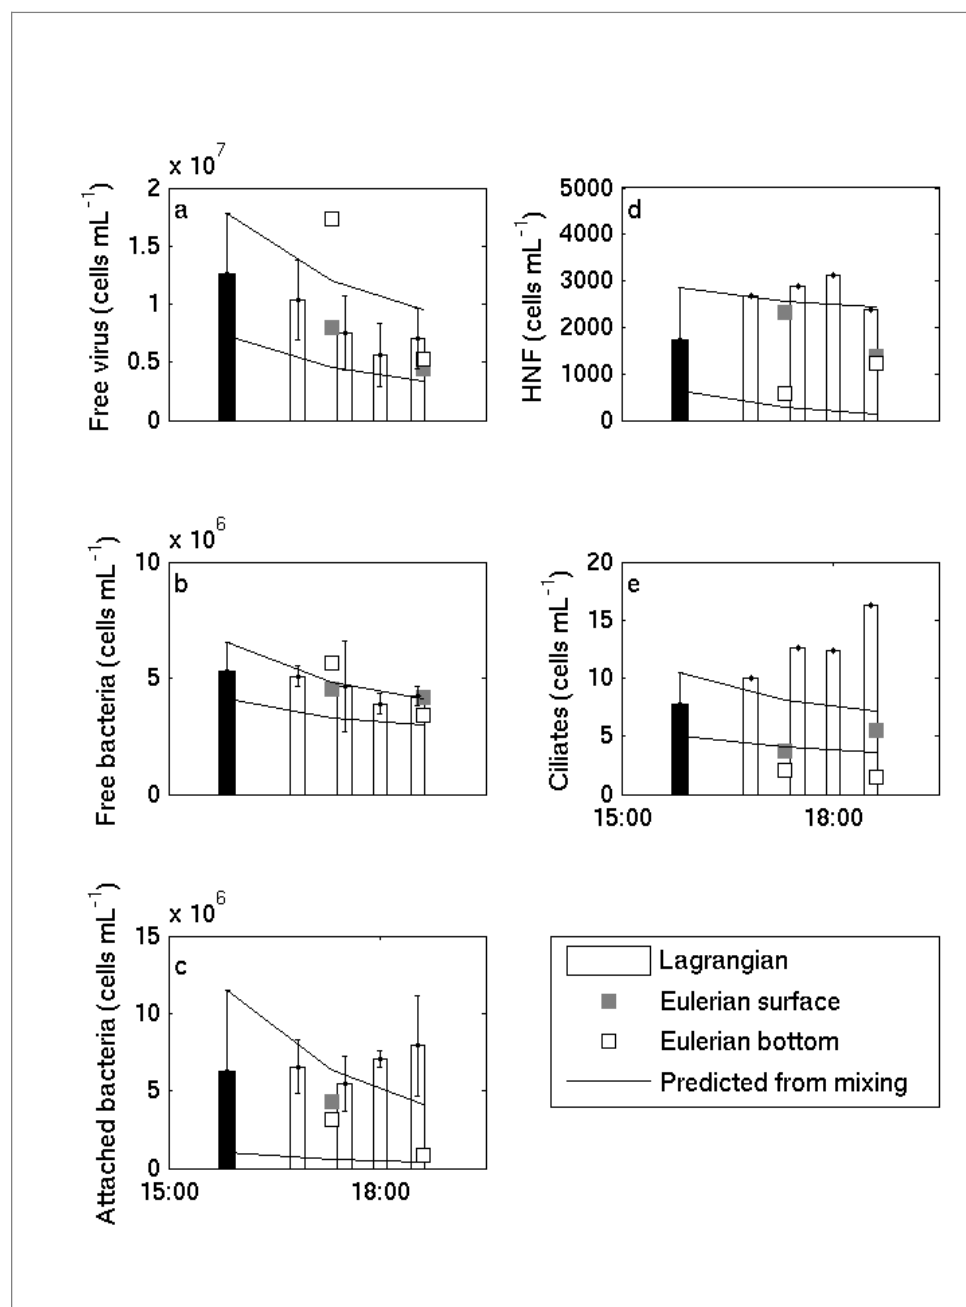 x 10^7
Free virus (cells mL^-1)
2
1.5
1
0.5
0
a
HNF (cells mL^-1)
5000
4000
3000
2000
1000
0
d
x 10^6
Free bacteria (cells mL^-1)
10
5
0
b
Ciliates (cells mL^-1)
20
15
10
5
0
e
15:00 18:00
x 10^6
Attached bacteria (cells mL^-1)
15
10
5
0
c
15:00 18:00
Lagrangian
Eulerian surface
Eulerian bottom
Predicted from mixing